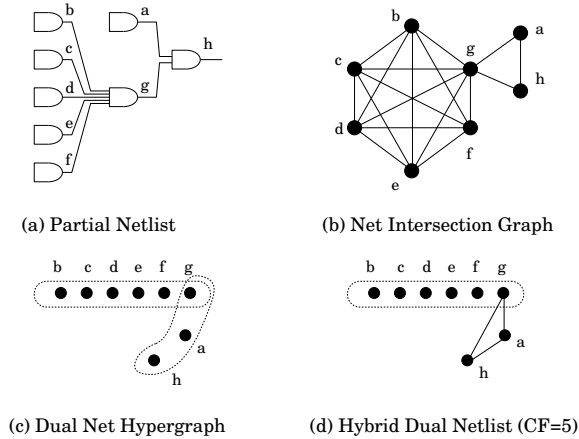 b
a
h
c
d
g
e
f
(a) Partial Netlist
b
a
g
c
h
d
f
e
(b) Net Intersection Graph
b c d e f g
a
h
(c) Dual Net Hypergraph
b c d e f g
a
h
(d) Hybrid Dual Netlist (CF=5)